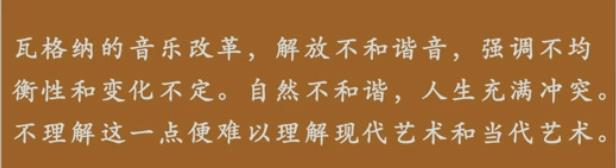 瓦格纳的音乐改革，解放不和谐音，强调不均
衡性和变化不定。自然不和谐，人生充满冲突。
不理解这一点便难以理解现代艺术和当代艺术。